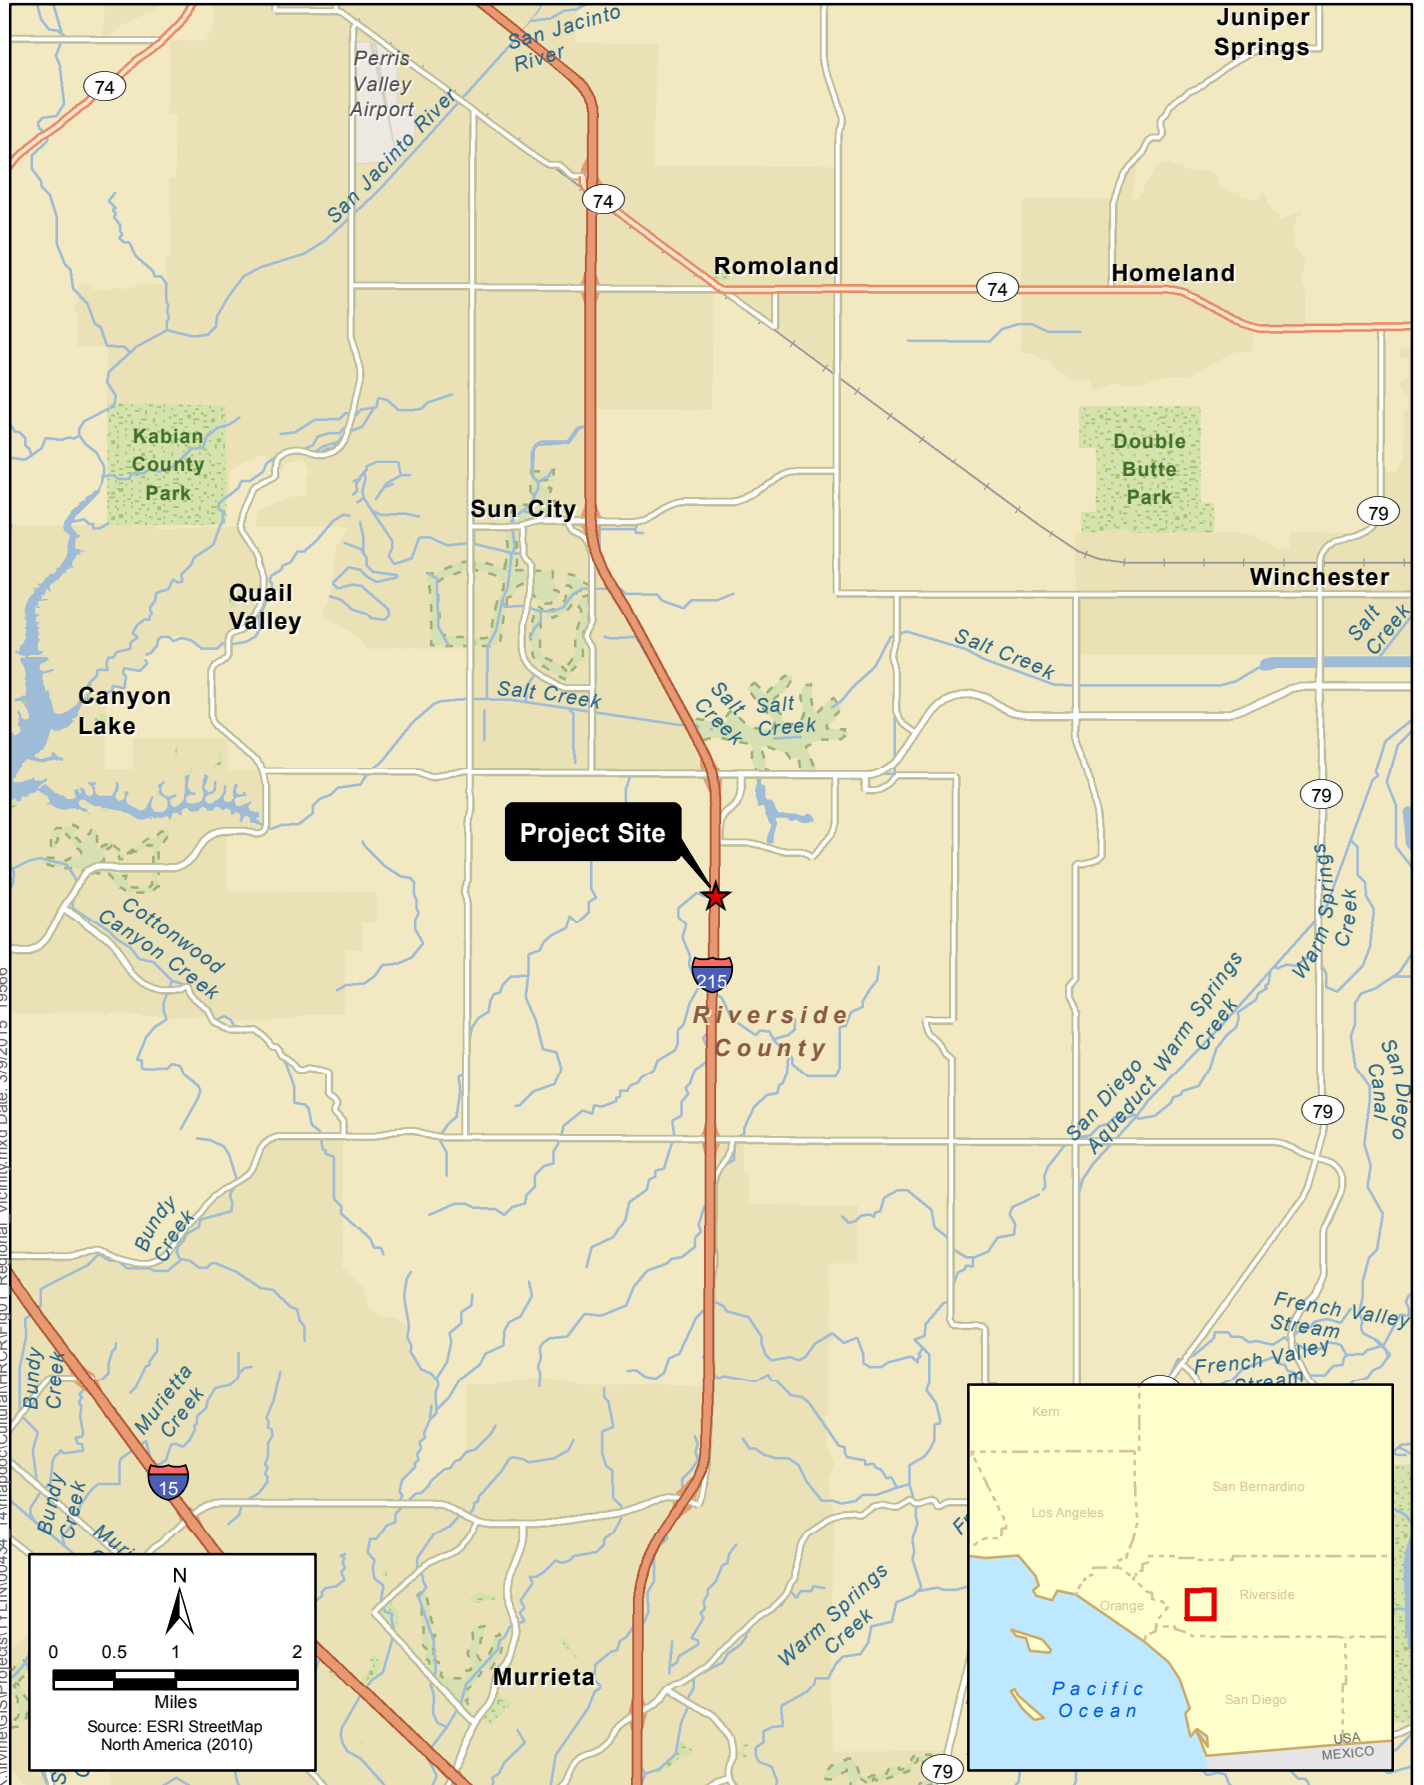 Juniper
Springs
San Jacinto
River
Perris
Valley
Airport
74
San Jacinto River
74
Romoland
74
Homeland
Kabian
County
Park
Double
Butte
Park
Sun City
79
Winchester
Quail
Valley
Salt
Creek
Salt Creek
Canyon
Lake
Salt Creek
Salt
Creek
Salt
Creek
79
Project Site
Warm Springs
Creek
Cottonwood
Canyon Creek
215
Riverside
County
Warm Springs
Creek
San Diego
Aqueduct
San Diego
Canal
79
Bundy
Creek
French Valley
Stream
French Valley
Stream
Bundy
Creek
Murietta
Creek
15
Bundy
Creek
Warm Springs
Creek
Murrieta
79
N
0 0.5 1 2
Miles
Source: ESRI StreetMap
North America (2010)
Kern
San Bernardino
Los Angeles
Orange
Riverside
San Diego
Pacific
Ocean
USA
MEXICO